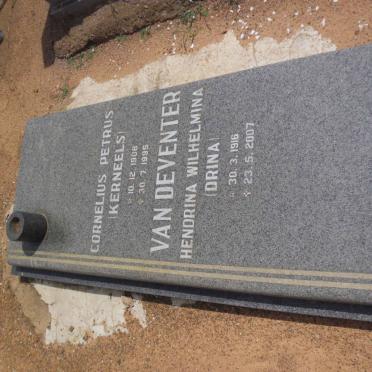 CORNELIUS PETRUS
(KERNEELS)
☆ 10.12.1908
✝ 30.7.1995
VAN DEVENTER
HENDRINA WILHELMINA
(DRINA)
☆ 30.3.1916
✝ 23.5.2007